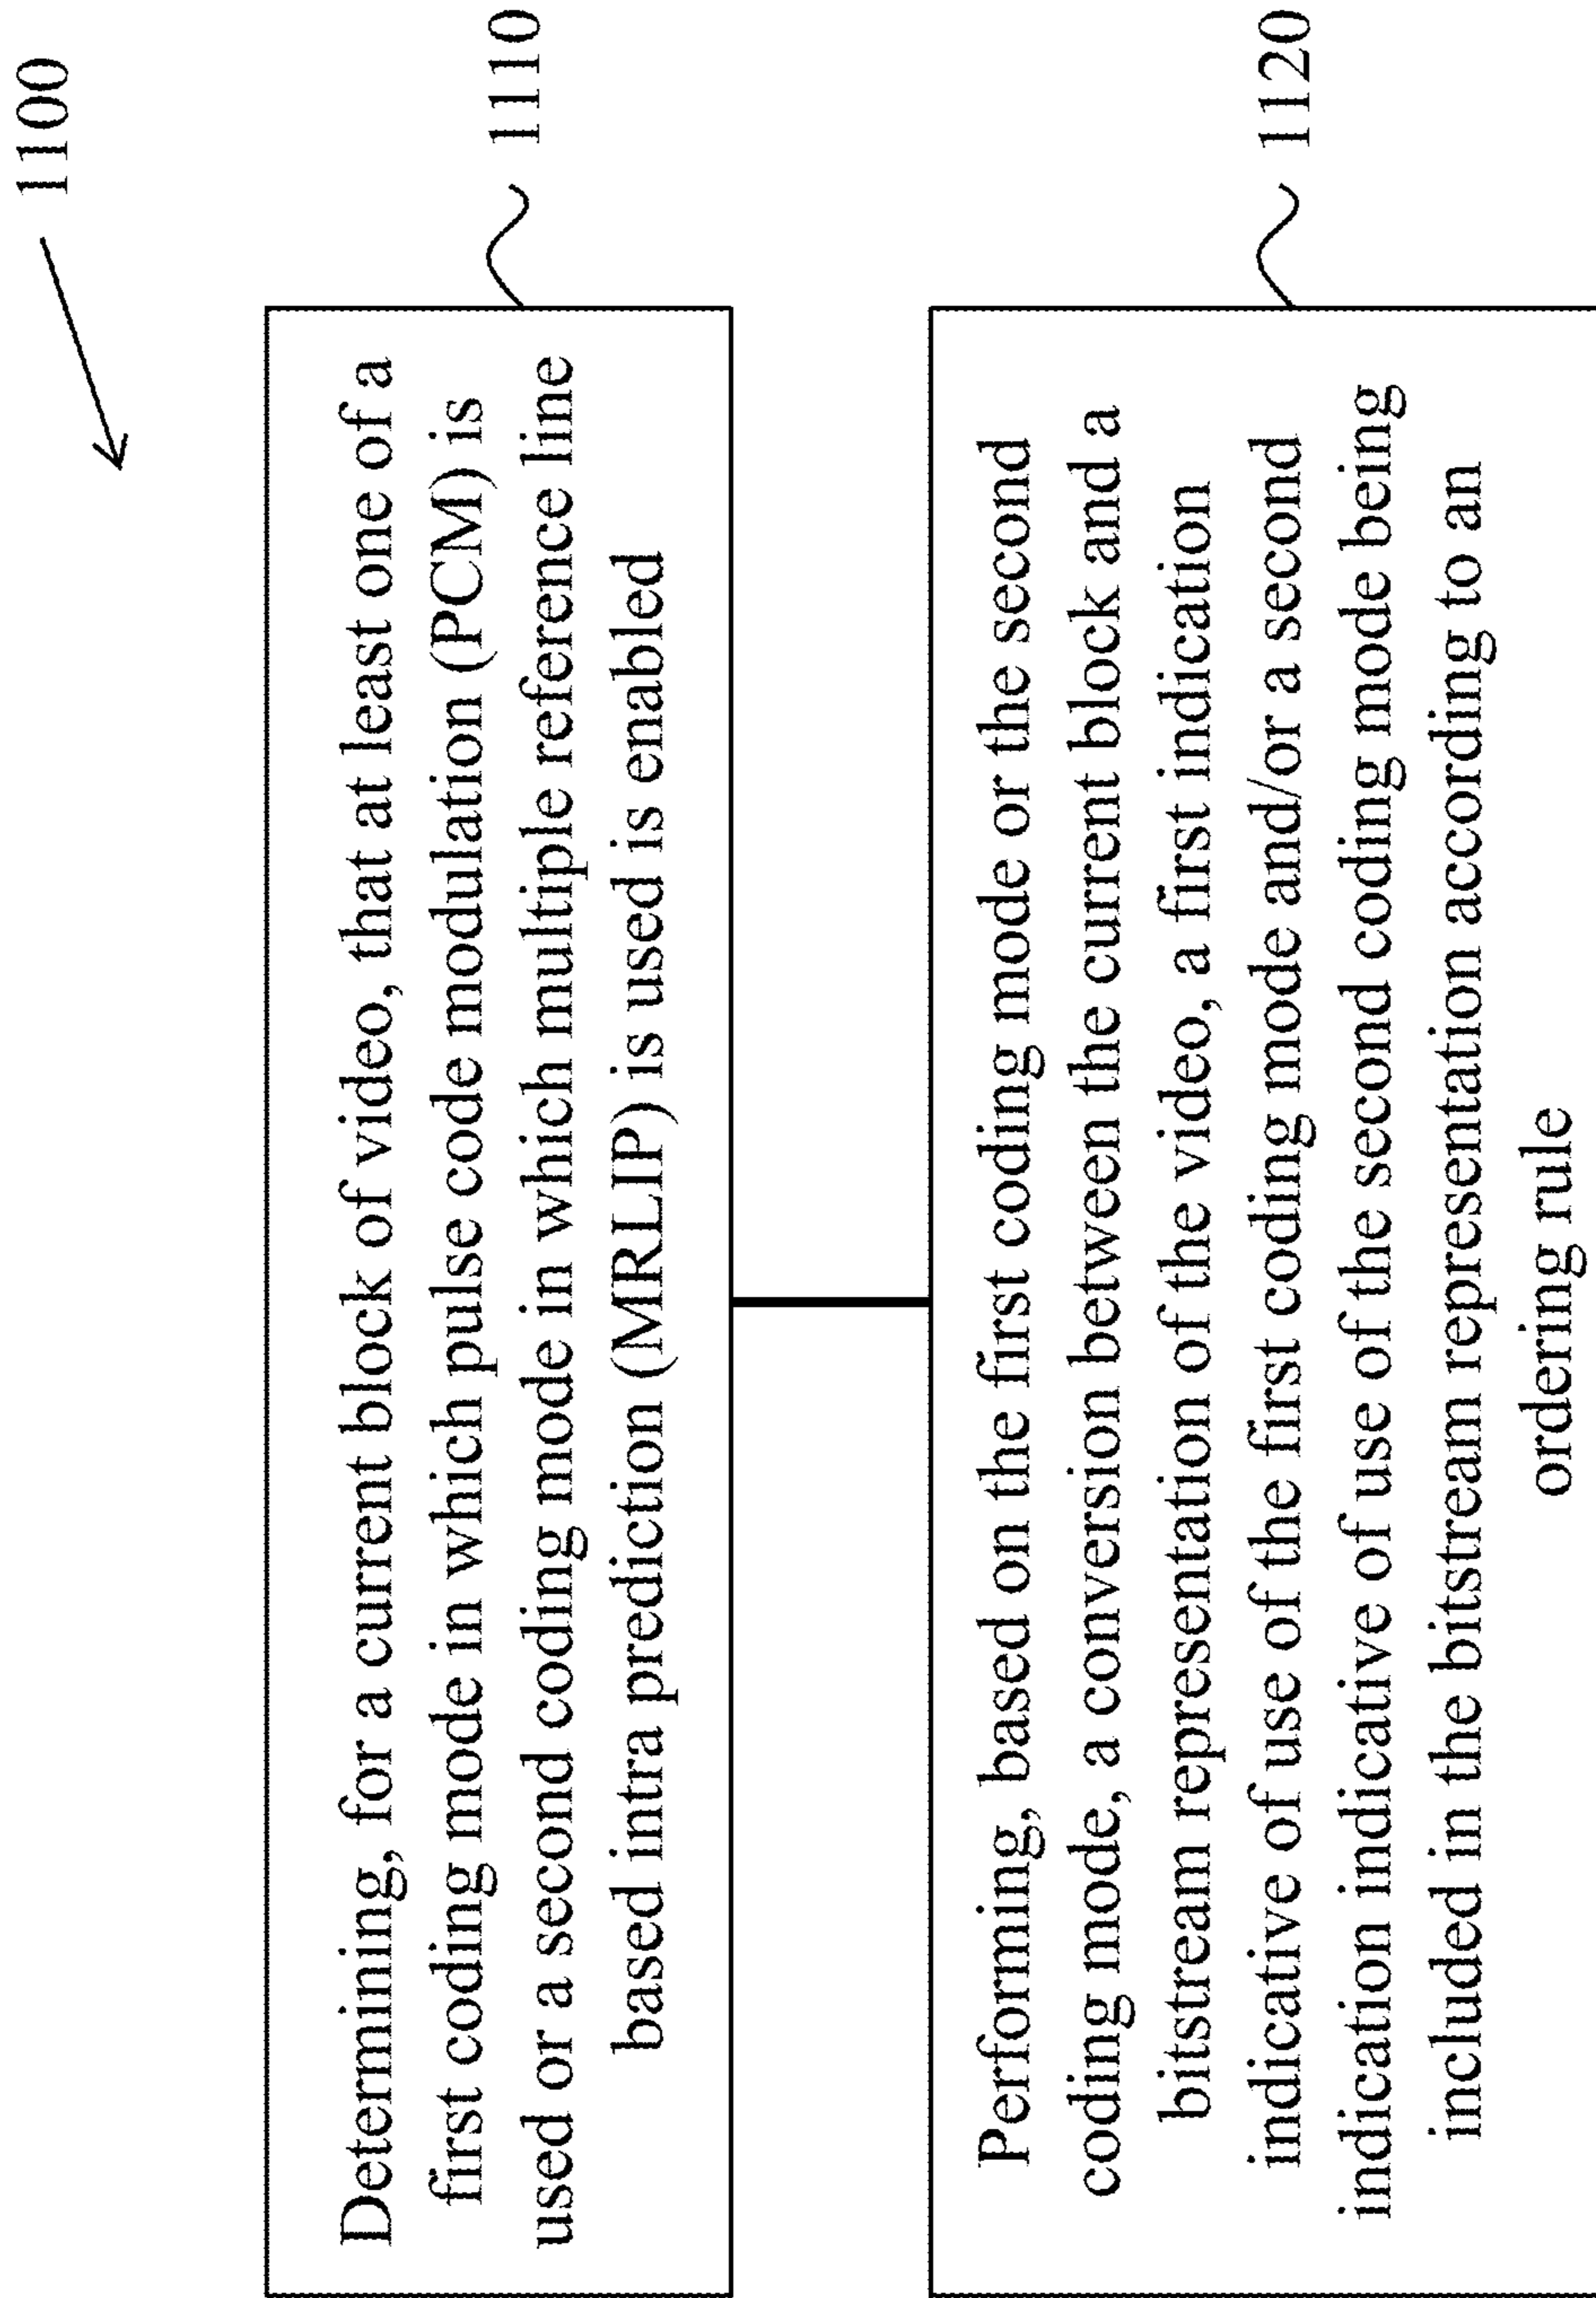 1100
Determining, for a current block of video, that at least one of a
first coding mode in which pulse code modulation (PCM) is
used or a second coding mode in which multiple reference line
based intra prediction (MRLIP) is used is enabled
1110
Performing, based on the first coding mode or the second
coding mode, a conversion between the current block and a
bitstream representation of the video, a first indication
indicative of use of the first coding mode and/or a second
indication indicative of use of the second coding mode being
included in the bitstream representation according to an
ordering rule
1120